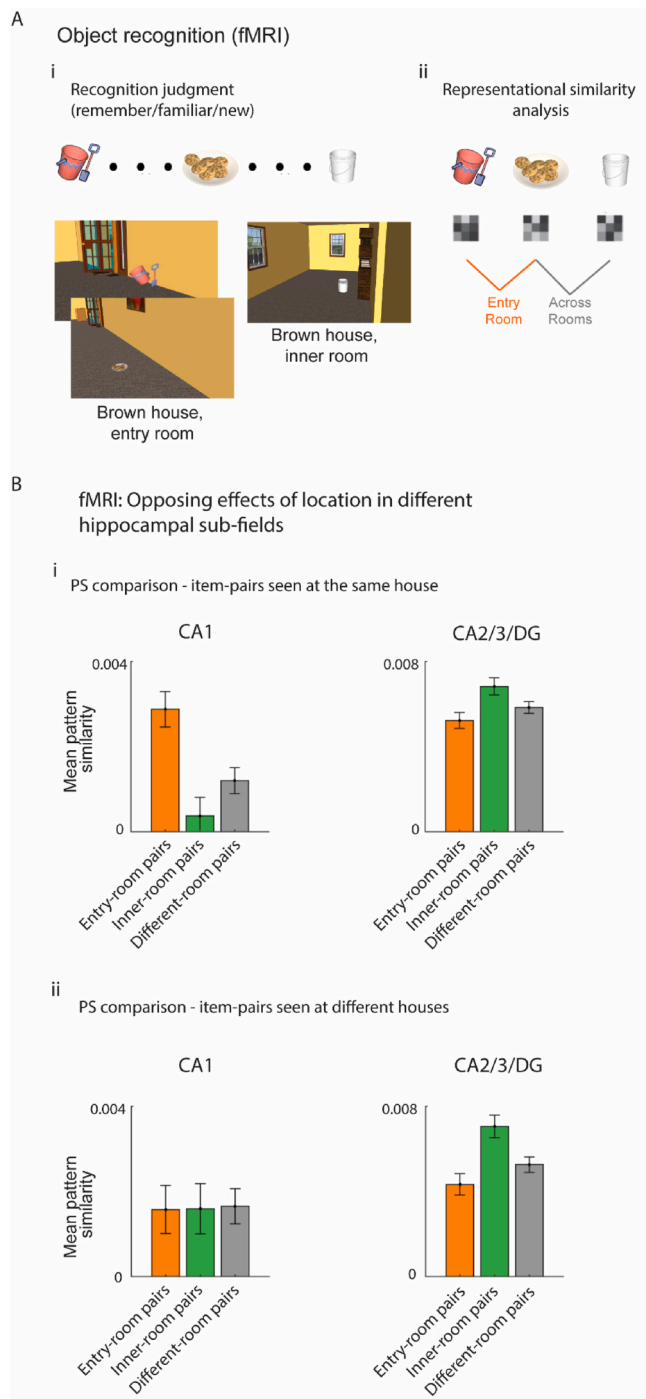 A
Object recognition (fMRI)
i
Recognition judgment
(remember/familiar/new)
ii
Representational similarity
analysis
Entry
Room
Across
Rooms
Brown house,
inner room
Brown house,
entry room
B
fMRI: Opposing effects of location in different
hippocampal sub-fields
i
PS comparison - item-pairs seen at the same house
CA1
Mean pattern
similarity
0.004
0
Entry-room pairs
Inner-room pairs
Different-room pairs
CA2/3/DG
0.008
0
Entry-room pairs
Inner-room pairs
Different-room pairs
ii
PS comparison - item-pairs seen at different houses
CA1
Mean pattern
similarity
0.004
0
Entry-room pairs
Inner-room pairs
Different-room pairs
CA2/3/DG
0.008
0
Entry-room pairs
Inner-room pairs
Different-room pairs